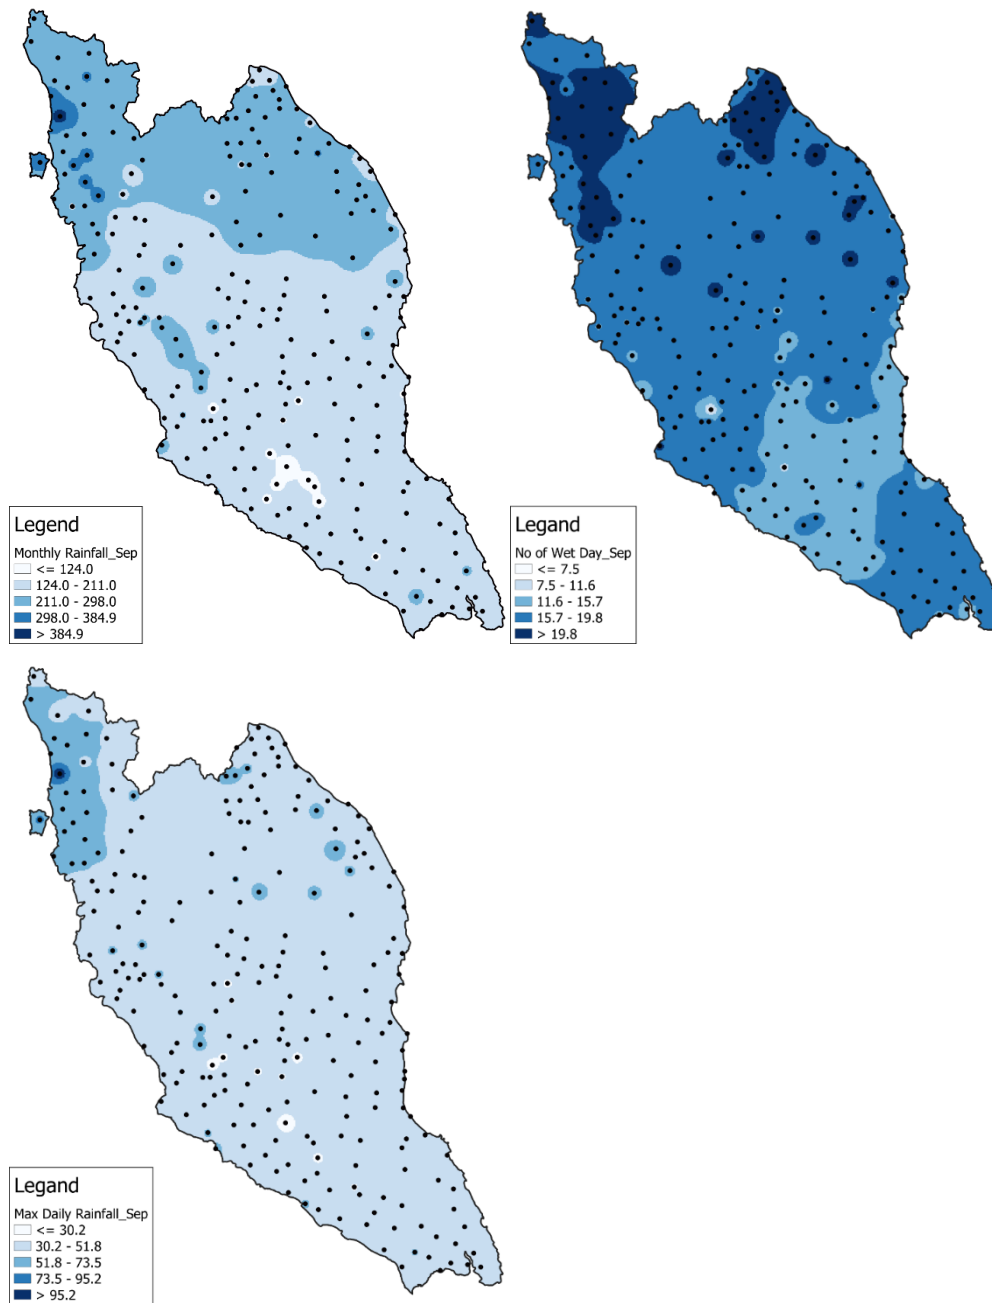 Legend
Monthly Rainfall_Sep
<= 124.0
124.0 - 211.0
211.0 - 298.0
298.0 - 384.9
> 384.9
Legand
No of Wet Day_Sep
<= 7.5
7.5 - 11.6
11.6 - 15.7
15.7 - 19.8
> 19.8
Legand
Max Daily Rainfall_Sep
<= 30.2
30.2 - 51.8
51.8 - 73.5
73.5 - 95.2
> 95.2